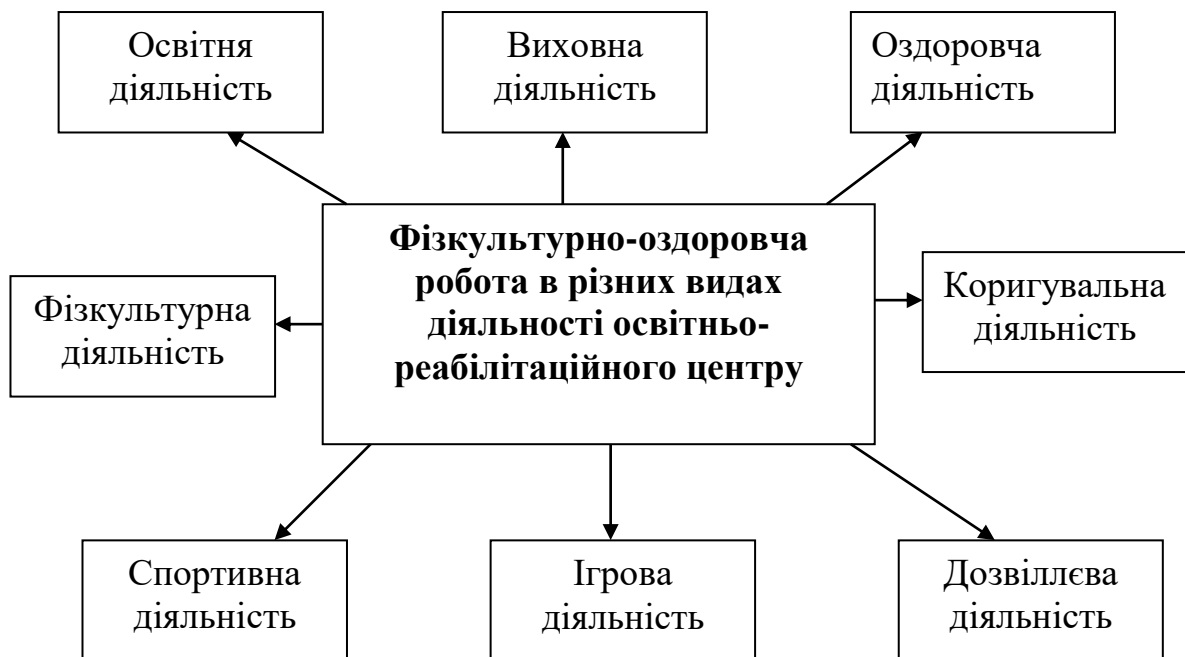 Освітня
діяльність
Виховна
діяльність
Оздоровча
діяльність
Фізкультурно-оздоровча
робота в різних видах
діяльності освітньо-
реабілітаційного центру
Фізкультурна
діяльність
Коригувальна
діяльність
Спортивна
діяльність
Ігрова
діяльність
Дозвіллєва
діяльність